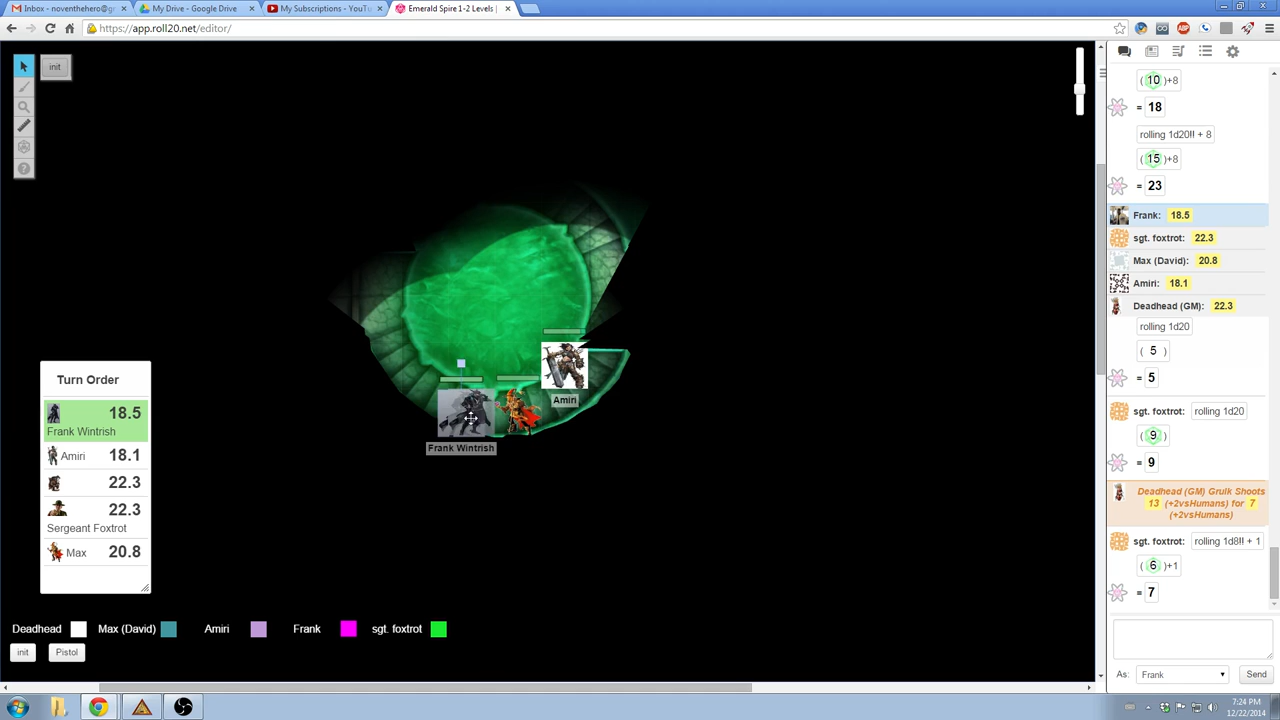 Inbox - noventhehero@g
My Drive - Google Drive
My Subscriptions - YouT
Emerald Spire 1-2 Levels |
https://app.roll20.net/editor/
init
(10)+8
= 18
rolling 1d20!! + 8
(15)+8
= 23
Frank: 18.5
sgt. foxtrot: 22.3
Max (David): 20.8
Amiri: 18.1
Deadhead (GM): 22.3
rolling 1d20
( 5 )
= 5
sgt. foxtrot: rolling 1d20
( 9 )
= 9
Deadhead (GM) Grulk Shoots
13 (+2vsHumans) for 7
(+2vsHumans)
sgt. foxtrot: rolling 1d8!! + 1
( 6 )+1
= 7
As: Frank Send
Amiri
Frank Wintrish
Turn Order
18.5
Frank Wintrish
Amiri 18.1
22.3
22.3
Sergeant Foxtrot
Max 20.8
Deadhead Max (David) Amiri Frank sgt. foxtrot
init Pistol
7:24 PM
12/22/2014